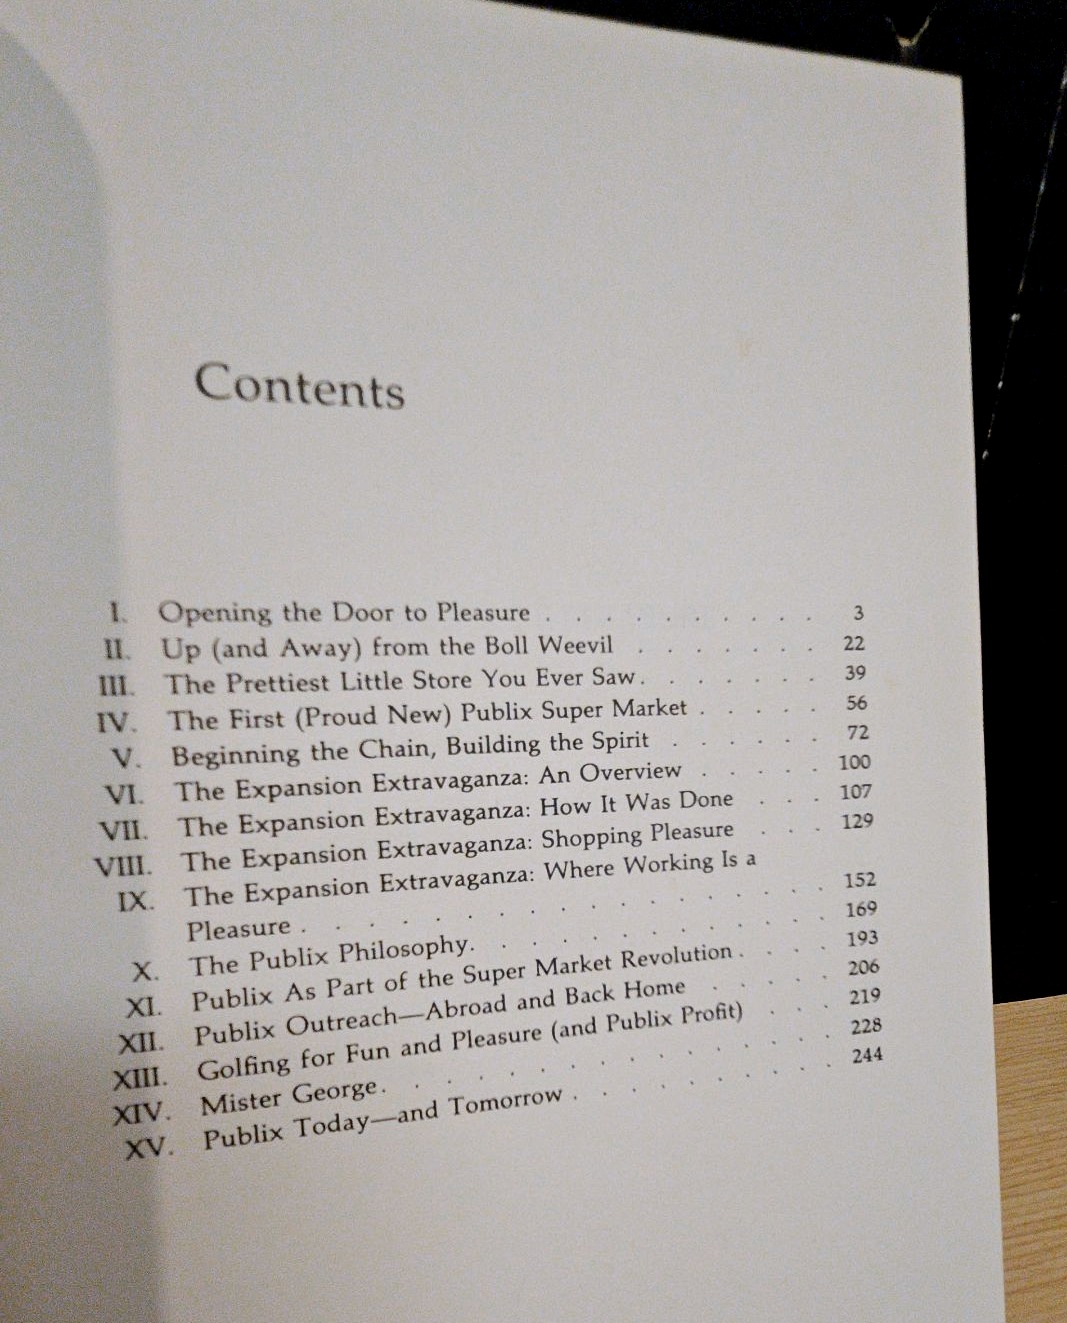 Contents
I. Opening the Door to Pleasure . . . . . . . . . . 3
II. Up (and Away) from the Boll Weevil . . . . . . . 22
III. The Prettiest Little Store You Ever Saw . . . . . . . 39
IV. The First (Proud New) Publix Super Market . . . . . 56
V. Beginning the Chain, Building the Spirit . . . . . . 72
VI. The Expansion Extravaganza: An Overview . . . . . 100
VII. The Expansion Extravaganza: How It Was Done . . . 107
VIII. The Expansion Extravaganza: Shopping Pleasure . . . 129
IX. The Expansion Extravaganza: Where Working Is a
Pleasure . . . . . . . . . . . . . . . . . 152
X. The Publix Philosophy . . . . . . . . . . . . 169
XI. Publix As Part of the Super Market Revolution . . . . 193
XII. Publix Outreach—Abroad and Back Home . . . . . 206
XIII. Golfing for Fun and Pleasure (and Publix Profit) . . . 219
XIV. Mister George . . . . . . . . . . . . . . . 228
XV. Publix Today—and Tomorrow . . . . . . . . . 244